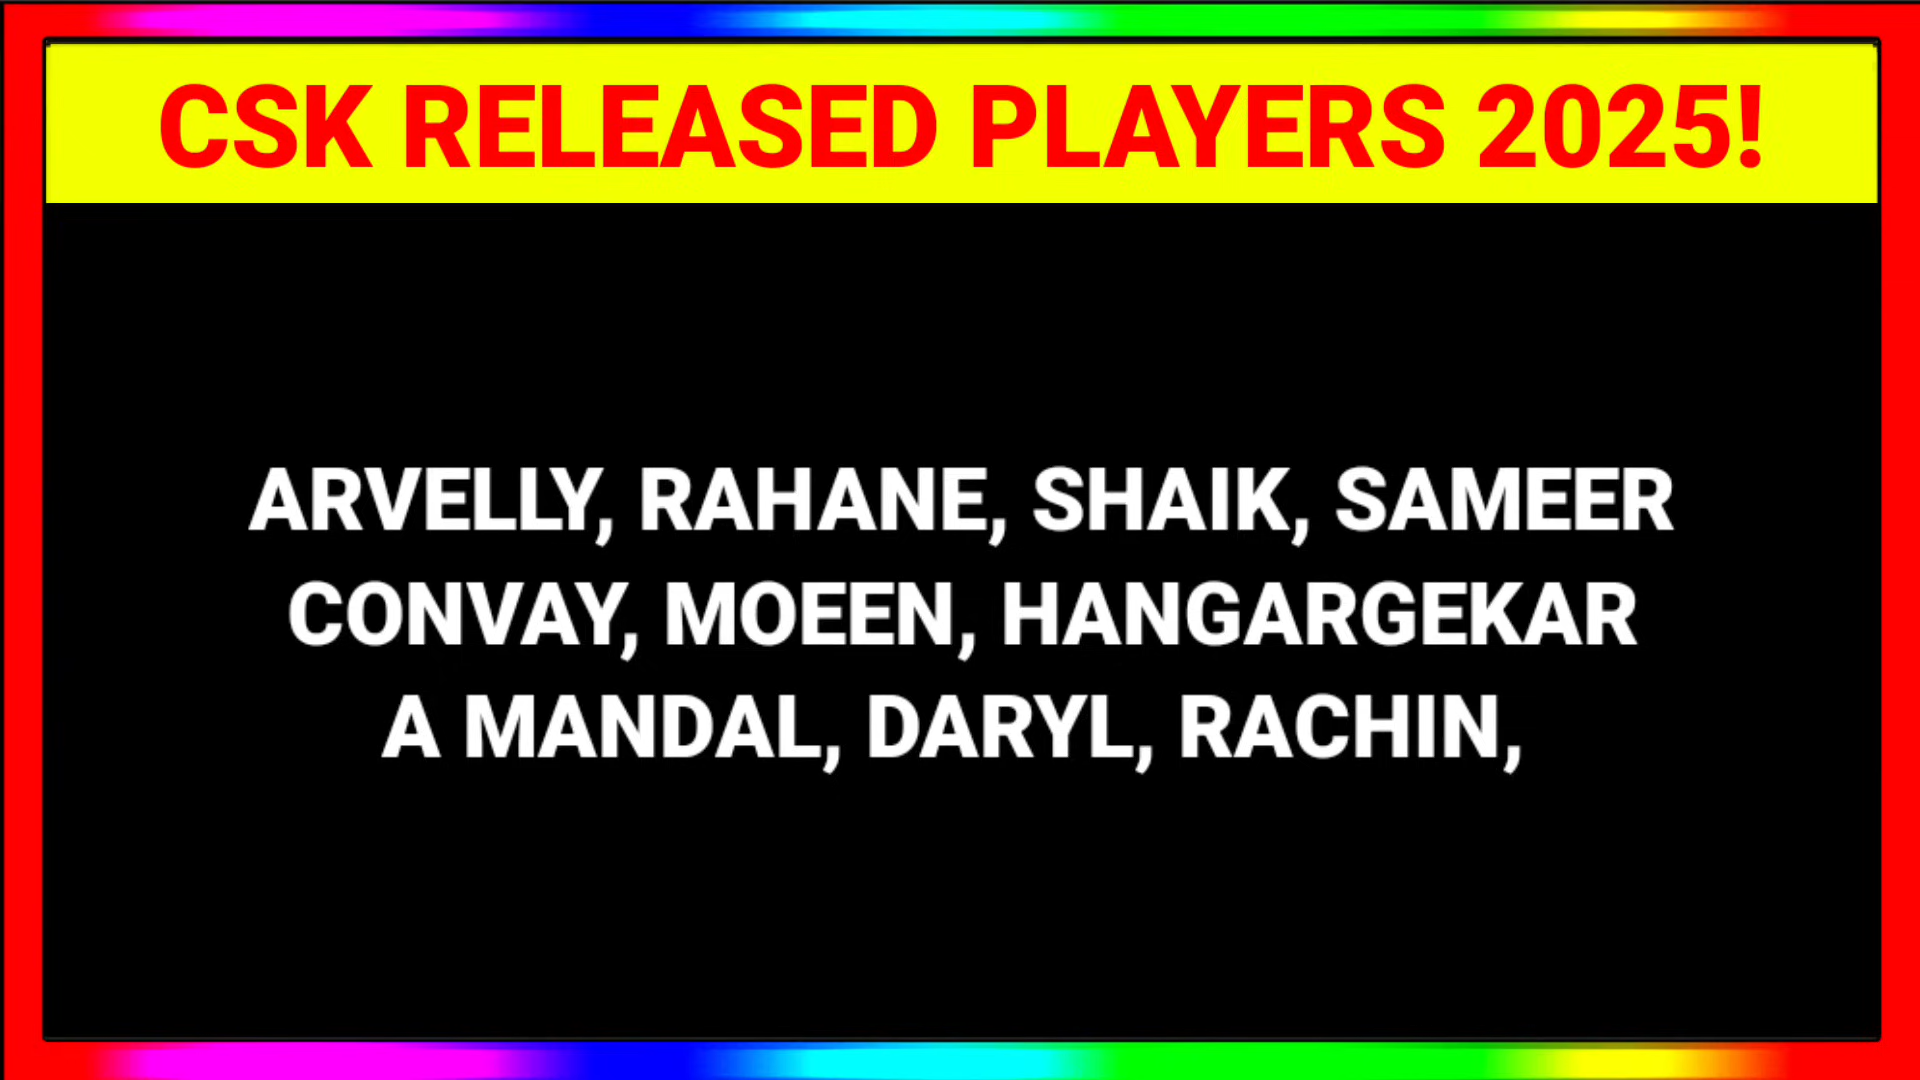 CSK RELEASED PLAYERS 2025!
ARVELLY, RAHANE, SHAIK, SAMEER
CONVAY, MOEEN, HANGARGEKAR
A MANDAL, DARYL, RACHIN,